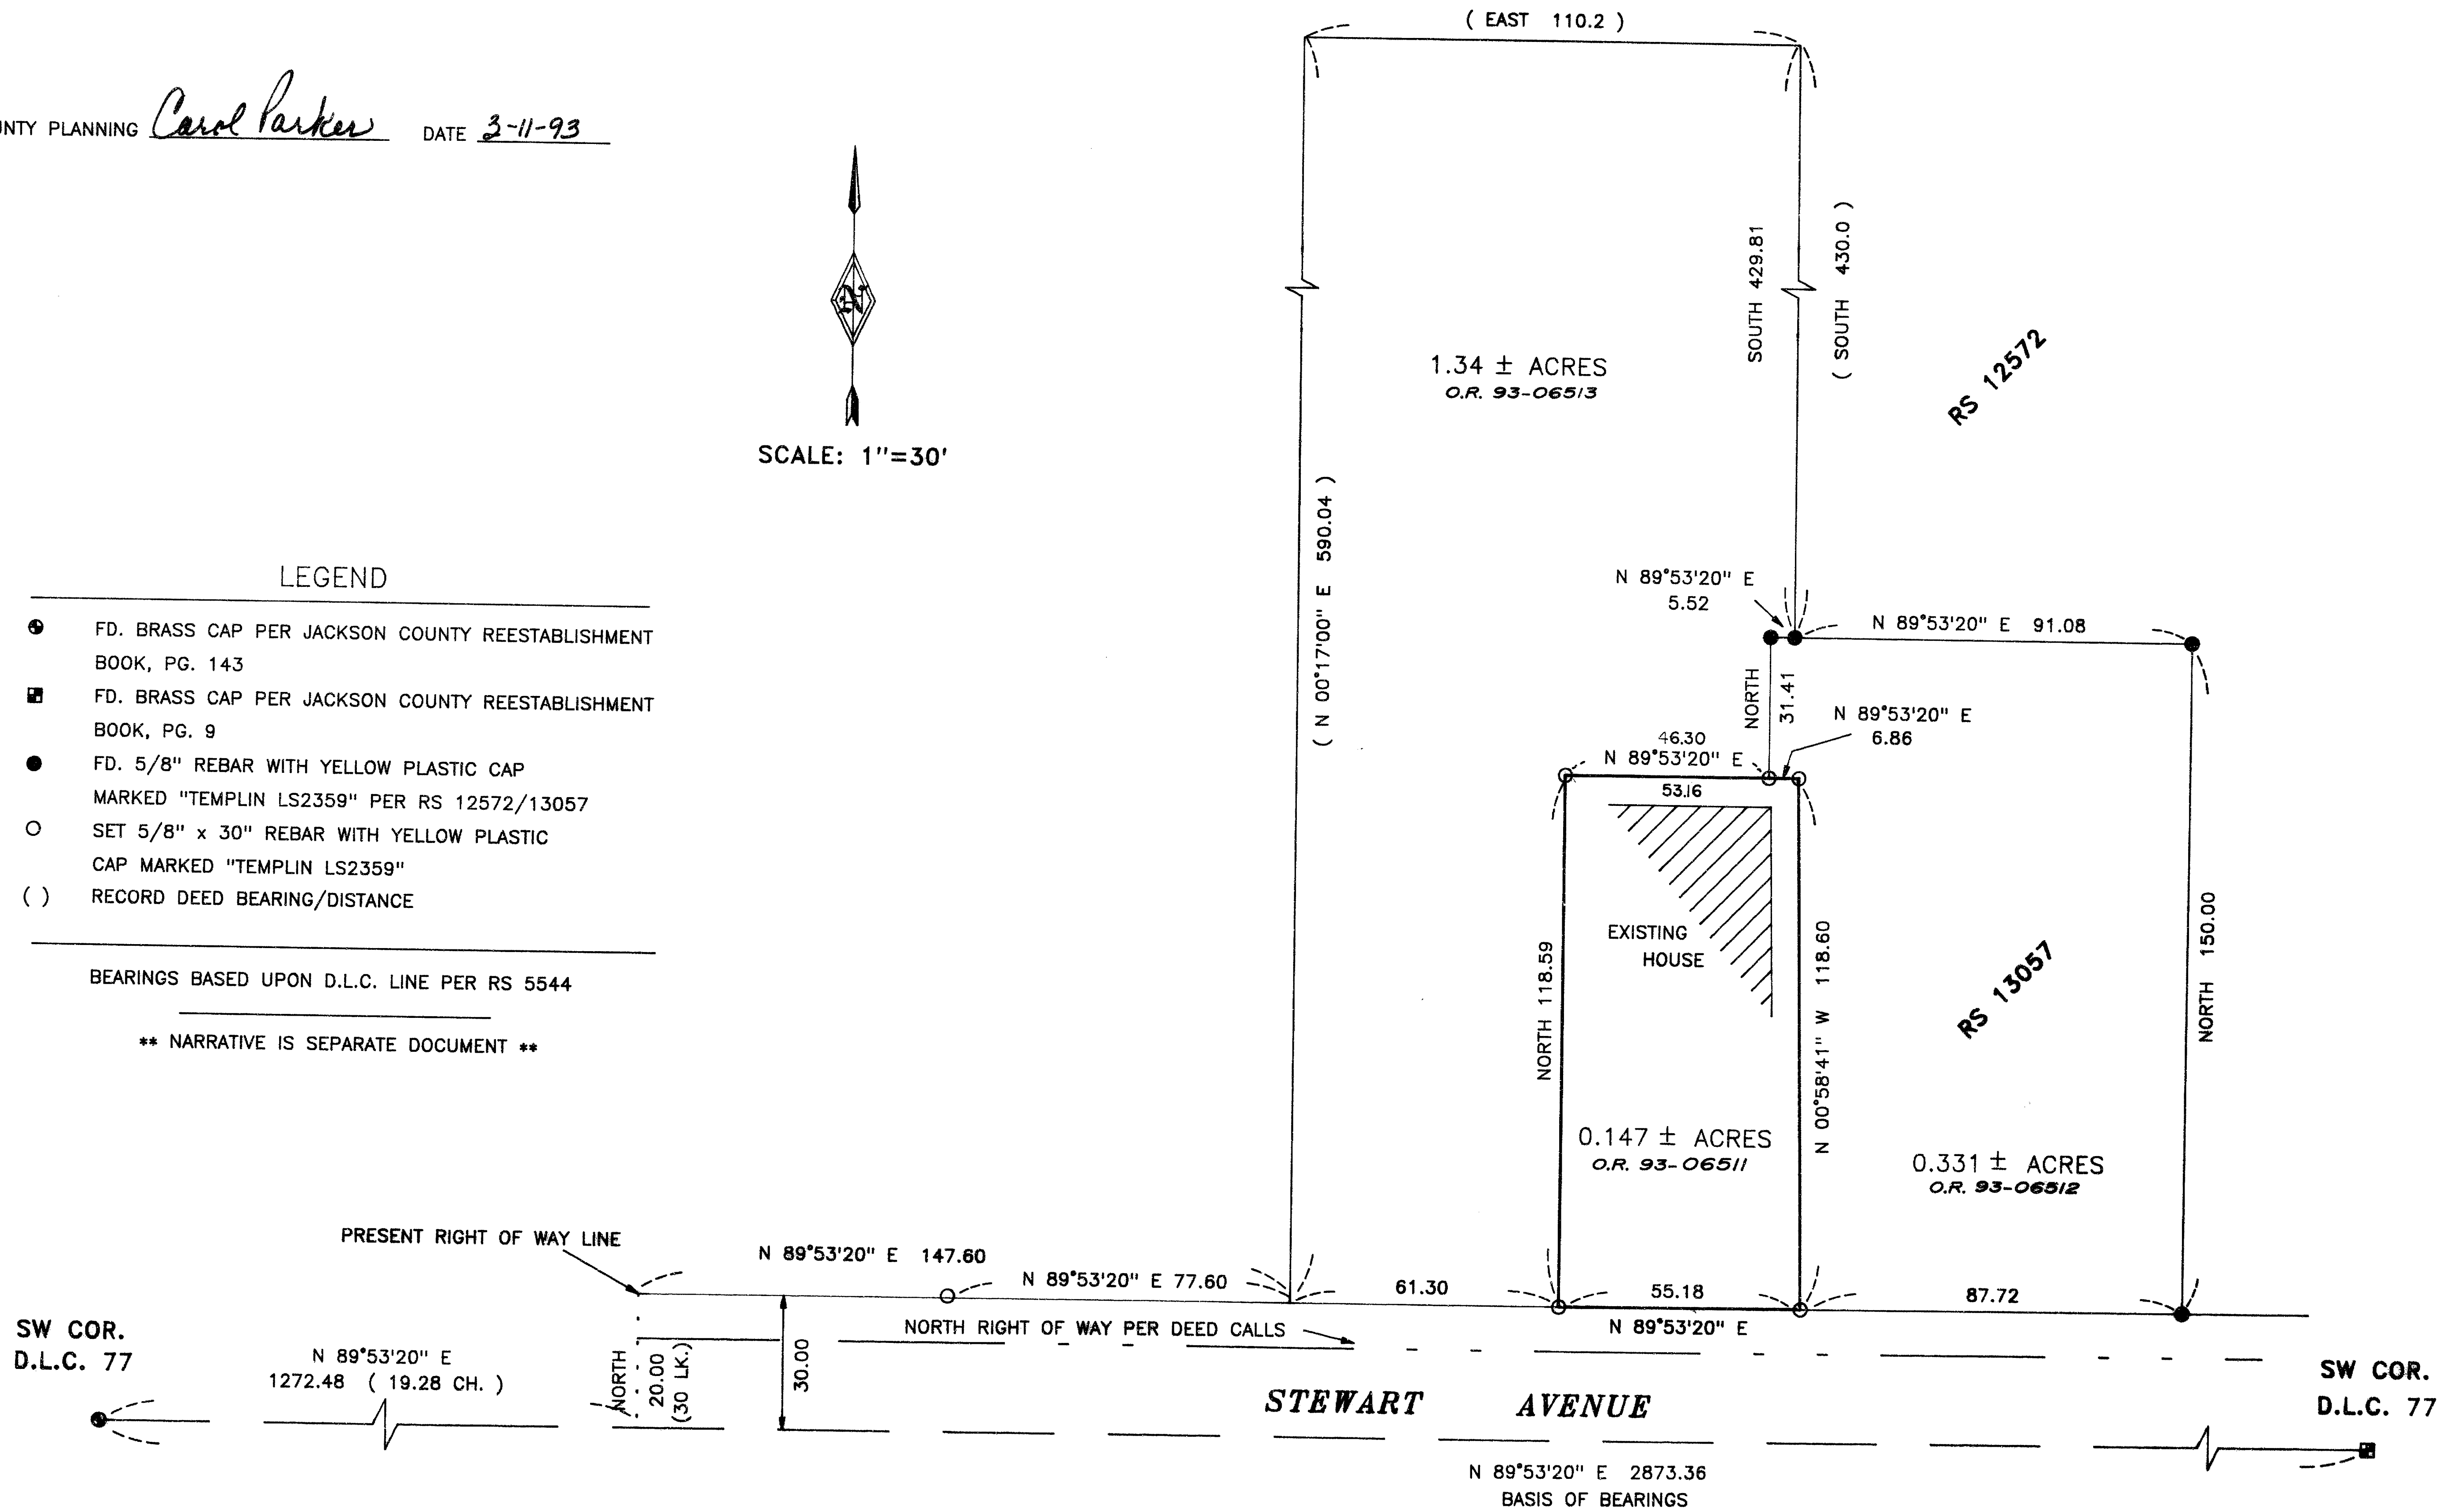 ( EAST 110.2 )
UNTY PLANNING Carol Parker DATE 3-11-93
SCALE: 1"=30'
SOUTH 429.81
( SOUTH 430.0 )
1.34 ± ACRES
O.R. 93-06513
RS 12572
( N 00°17'00" E 590.04 )
N 89°53'20" E
5.52
N 89°53'20" E 91.08
NORTH
31.41
N 89°53'20" E
6.86
46.30
N 89°53'20" E
53.16
LEGEND
FD. BRASS CAP PER JACKSON COUNTY REESTABLISHMENT
BOOK, PG. 143
FD. BRASS CAP PER JACKSON COUNTY REESTABLISHMENT
BOOK, PG. 9
FD. 5/8" REBAR WITH YELLOW PLASTIC CAP
MARKED "TEMPLIN LS2359" PER RS 12572/13057
SET 5/8" x 30" REBAR WITH YELLOW PLASTIC
CAP MARKED "TEMPLIN LS2359"
( ) RECORD DEED BEARING/DISTANCE
BEARINGS BASED UPON D.L.C. LINE PER RS 5544
** NARRATIVE IS SEPARATE DOCUMENT **
EXISTING
HOUSE
NORTH 118.59
N 00°58'41" W 118.60
RS 13057
NORTH 150.00
0.147 ± ACRES
O.R. 93-06511
0.331 ± ACRES
O.R. 93-06512
PRESENT RIGHT OF WAY LINE
N 89°53'20" E 147.60
N 89°53'20" E 77.60
61.30
55.18
87.72
N 89°53'20" E
NORTH RIGHT OF WAY PER DEED CALLS
SW COR.
D.L.C. 77
N 89°53'20" E
1272.48 ( 19.28 CH. )
NORTH
20.00
(30 LK.)
30.00
STEWART AVENUE
SW COR.
D.L.C. 77
N 89°53'20" E 2873.36
BASIS OF BEARINGS
N